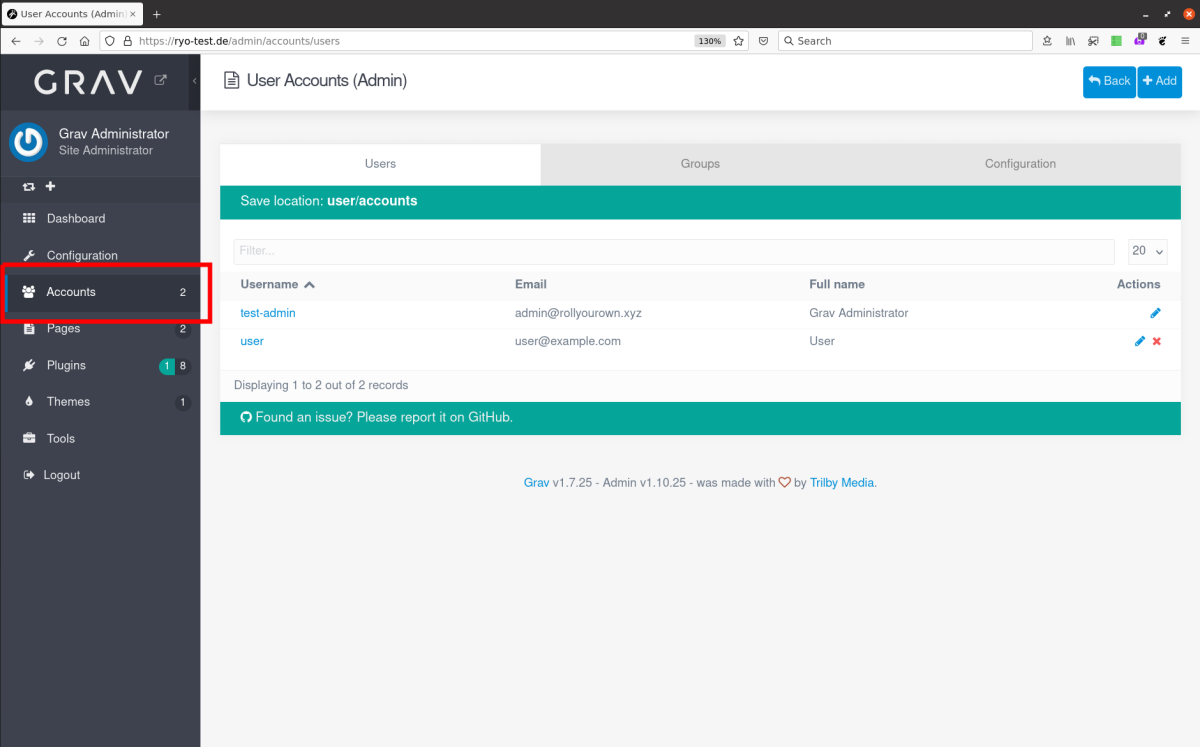 User Accounts (Admin)
https://ryo-test.de/admin/accounts/users
130%
Search
0
GRAV
User Accounts (Admin)
Back
Add
Grav Administrator
Site Administrator
Dashboard
Configuration
Accounts 2
Pages 2
Plugins 1 8
Themes 1
Tools
Logout
Users Groups Configuration
Save location: user/accounts
Filter... 20
Username Email Full name Actions
test-admin admin@rollyourown.xyz Grav Administrator
user user@example.com User
Displaying 1 to 2 out of 2 records
Found an issue? Please report it on GitHub.
Grav v1.7.25 - Admin v1.10.25 - was made with by Trilby Media.